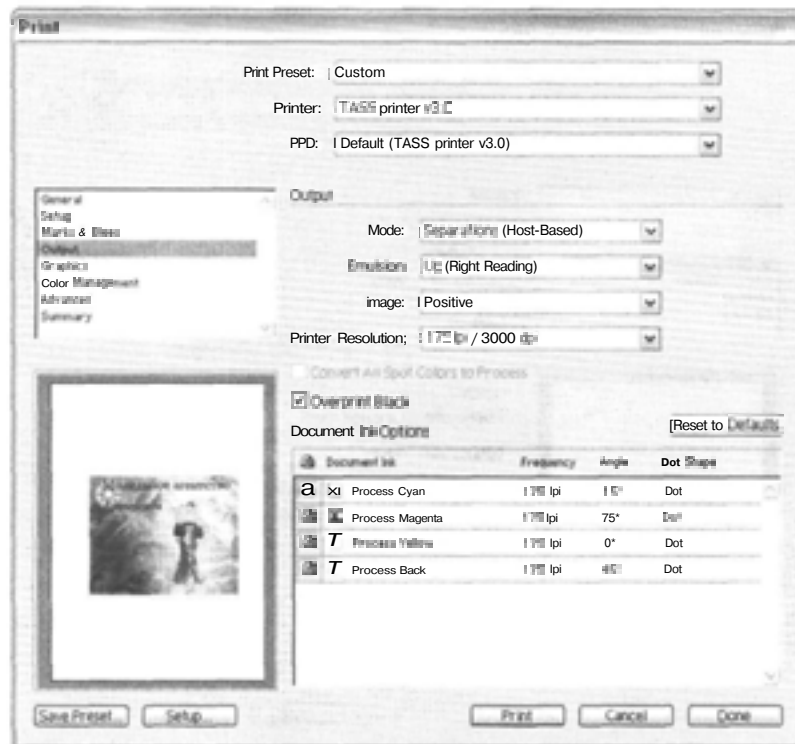 Print
Print Preset: Custom
Printer: TASS printer v3.0
PPD: Default (TASS printer v3.0)
General
Setup
Marks & Bleed
Output
Graphics
Color Management
Advanced
Summary
Output
Mode: Separations (Host-Based)
Emulsion: Up (Right Reading)
image: Positive
Printer Resolution; 175 lpi / 3000 dpi
Convert All Spot Colors to Process
Overprint Black
Document Ink Options
[Reset to Defaults
Document Ink Frequency Angle Dot Shape
a XI Process Cyan 175 lpi 15° Dot
Process Magenta 175 lpi 75* Dot
T Process Yellow 175 lpi 0* Dot
T Process Back 175 lpi 45° Dot
Save Preset... Setup... Print Cancel Done